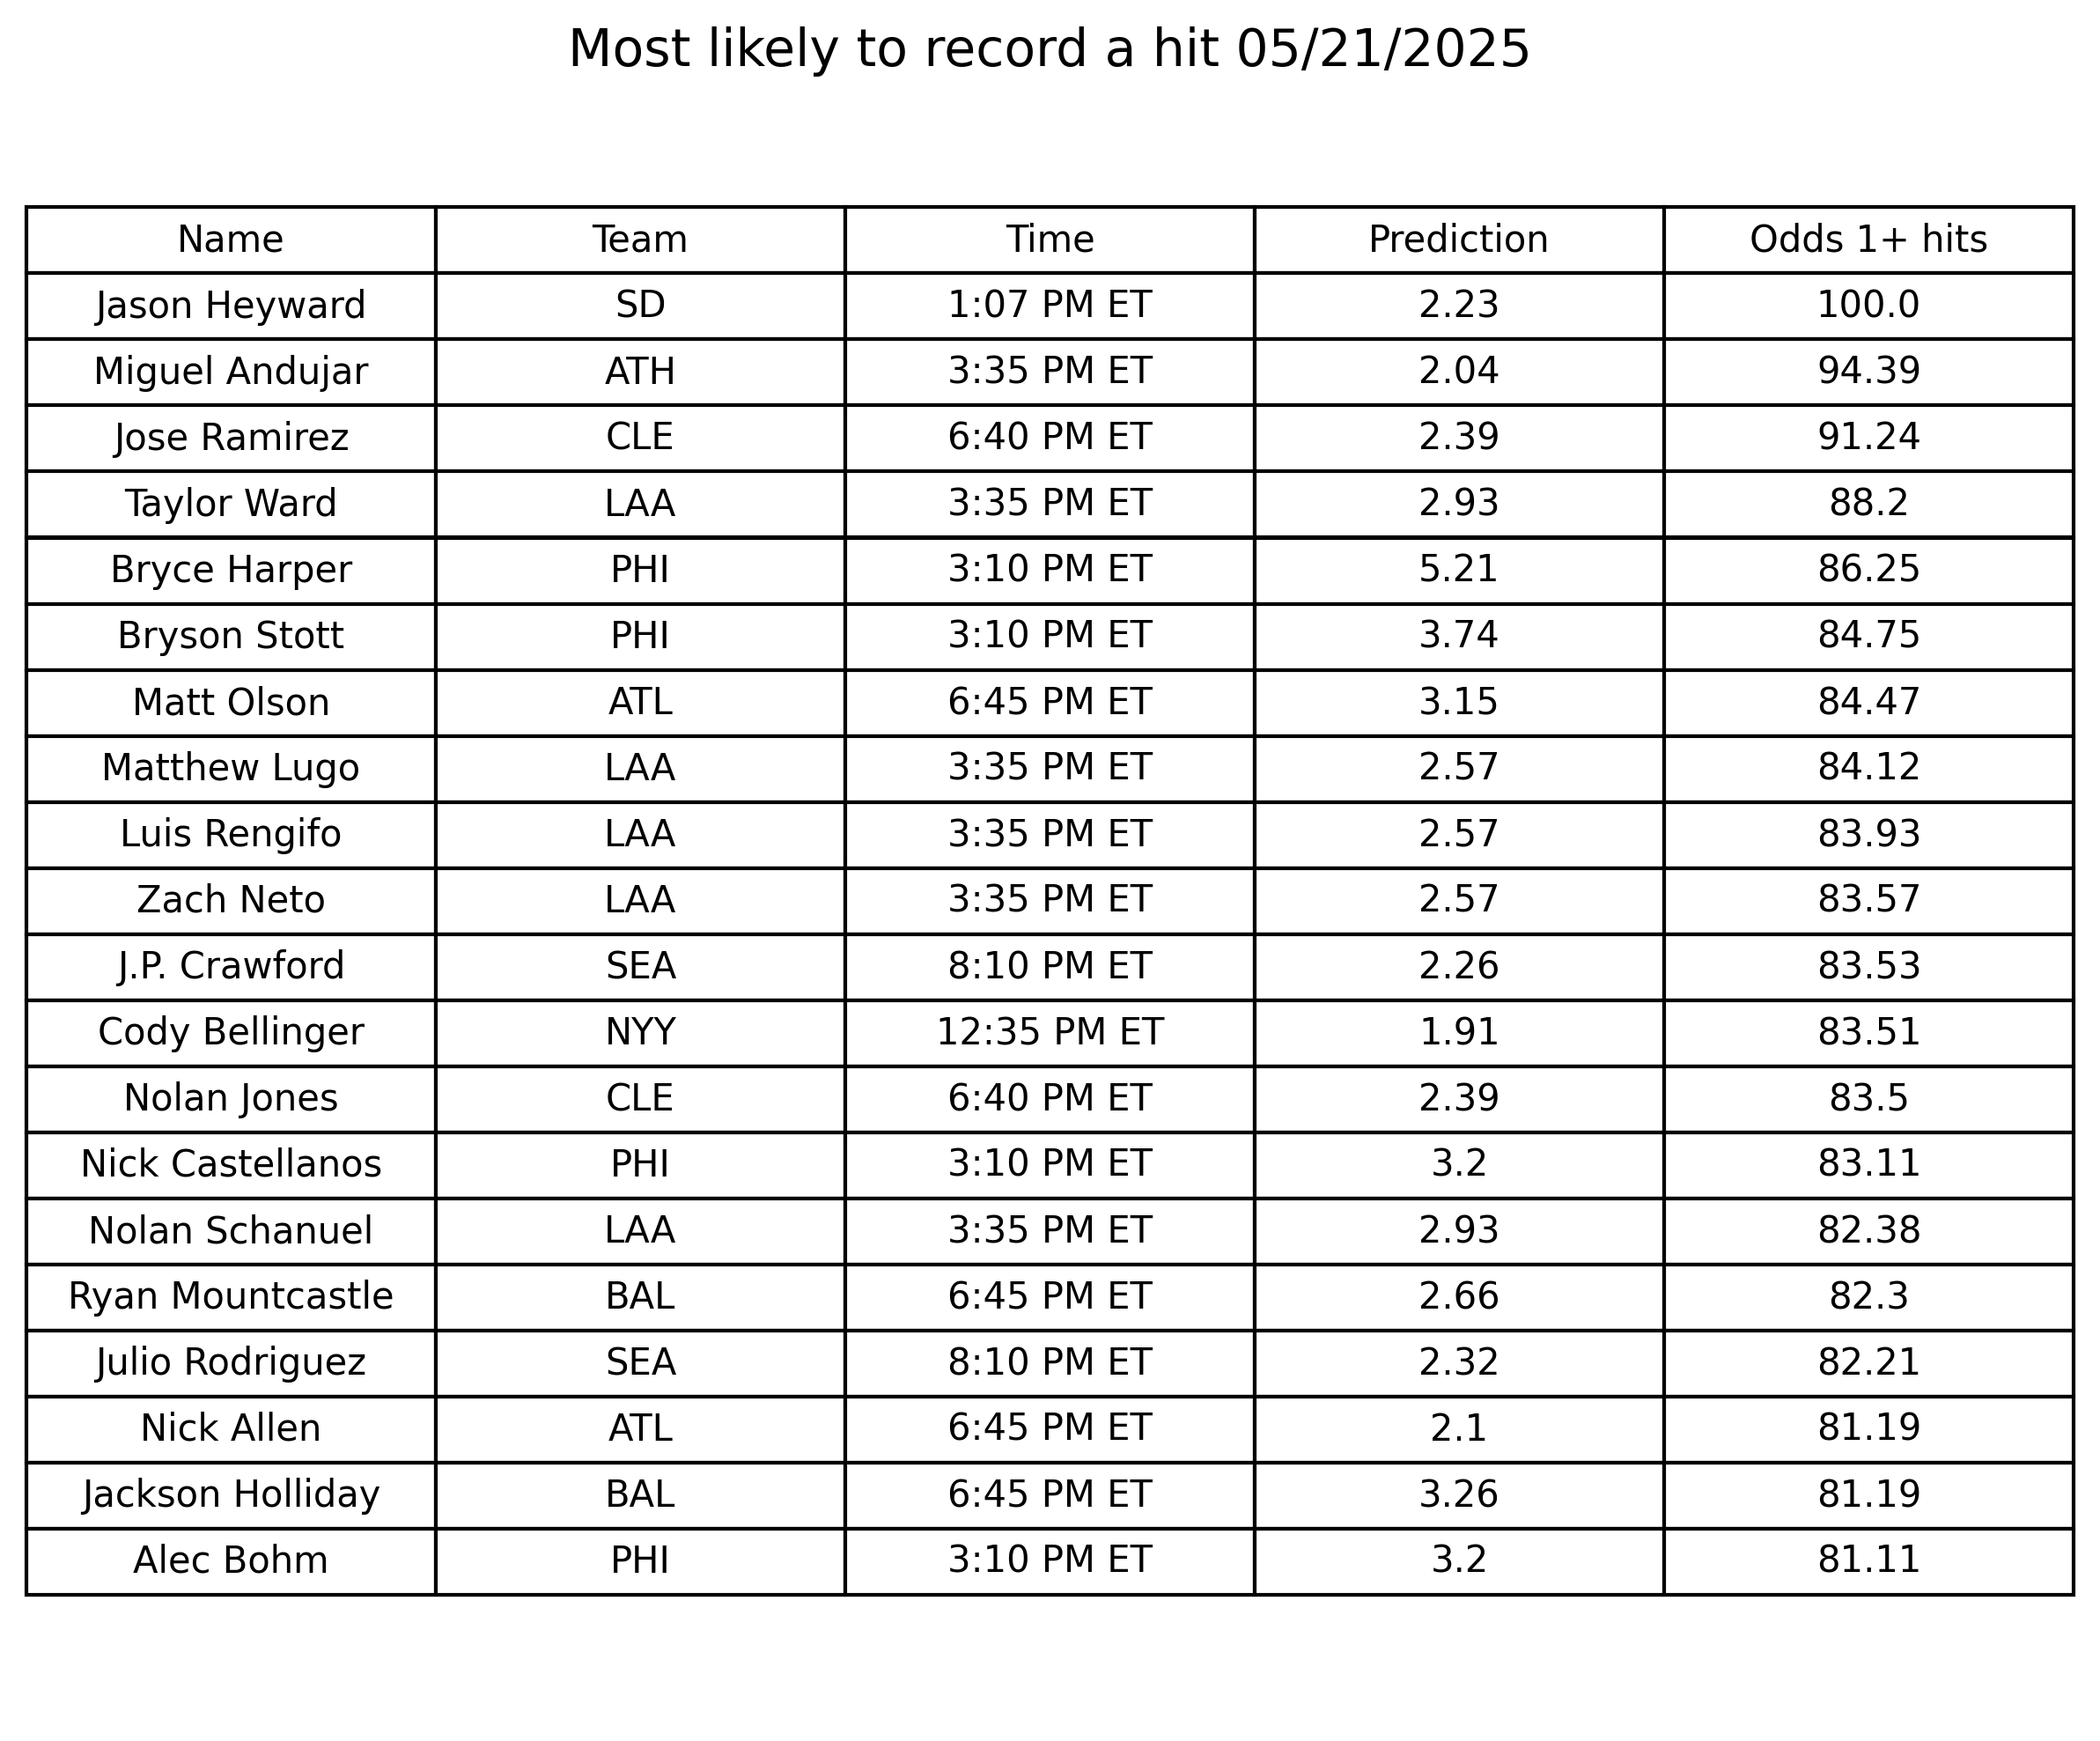 Most likely to record a hit 05/21/2025
Name Team Time Prediction Odds 1+ hits
Jason Heyward SD 1:07 PM ET 2.23 100.0
Miguel Andujar ATH 3:35 PM ET 2.04 94.39
Jose Ramirez CLE 6:40 PM ET 2.39 91.24
Taylor Ward LAA 3:35 PM ET 2.93 88.2
Bryce Harper PHI 3:10 PM ET 5.21 86.25
Bryson Stott PHI 3:10 PM ET 3.74 84.75
Matt Olson ATL 6:45 PM ET 3.15 84.47
Matthew Lugo LAA 3:35 PM ET 2.57 84.12
Luis Rengifo LAA 3:35 PM ET 2.57 83.93
Zach Neto LAA 3:35 PM ET 2.57 83.57
J.P. Crawford SEA 8:10 PM ET 2.26 83.53
Cody Bellinger NYY 12:35 PM ET 1.91 83.51
Nolan Jones CLE 6:40 PM ET 2.39 83.5
Nick Castellanos PHI 3:10 PM ET 3.2 83.11
Nolan Schanuel LAA 3:35 PM ET 2.93 82.38
Ryan Mountcastle BAL 6:45 PM ET 2.66 82.3
Julio Rodriguez SEA 8:10 PM ET 2.32 82.21
Nick Allen ATL 6:45 PM ET 2.1 81.19
Jackson Holliday BAL 6:45 PM ET 3.26 81.19
Alec Bohm PHI 3:10 PM ET 3.2 81.11